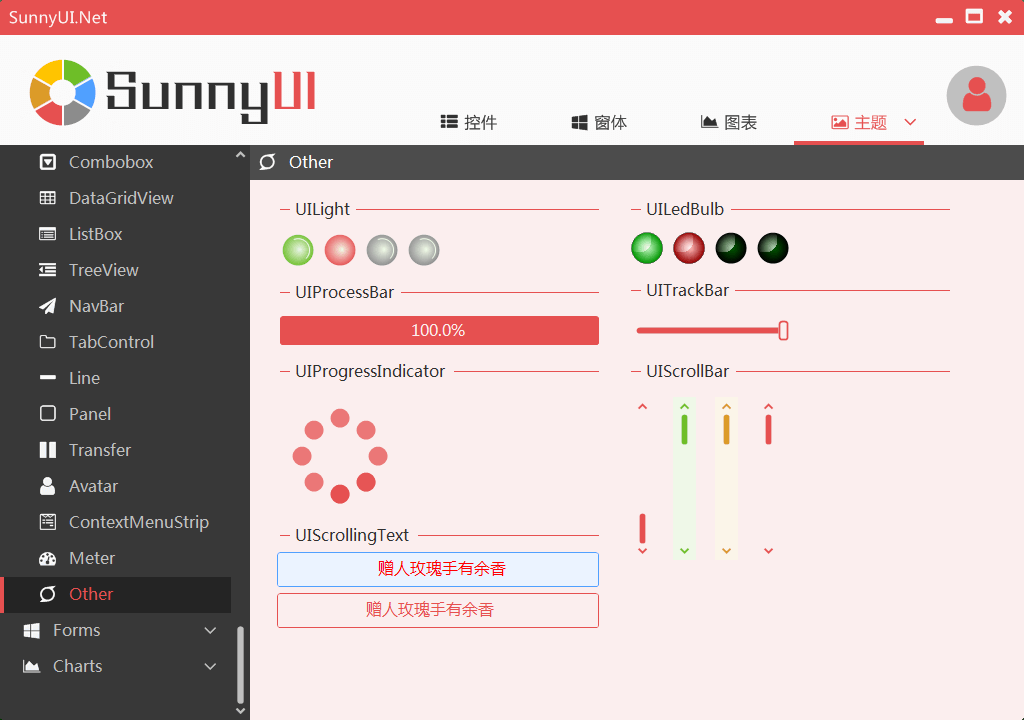 SunnyUI.Net
SunnyUI
控件 窗体 图表 主题
Combobox
DataGridView
ListBox
TreeView
NavBar
TabControl
Line
Panel
Transfer
Avatar
ContextMenuStrip
Meter
Other
Forms
Charts
Other
UILight
UILedBulb
UIProcessBar
UITrackBar
100.0%
UIProgressIndicator
UIScrollBar
UIScrollingText
赠人玫瑰手有余香
赠人玫瑰手有余香